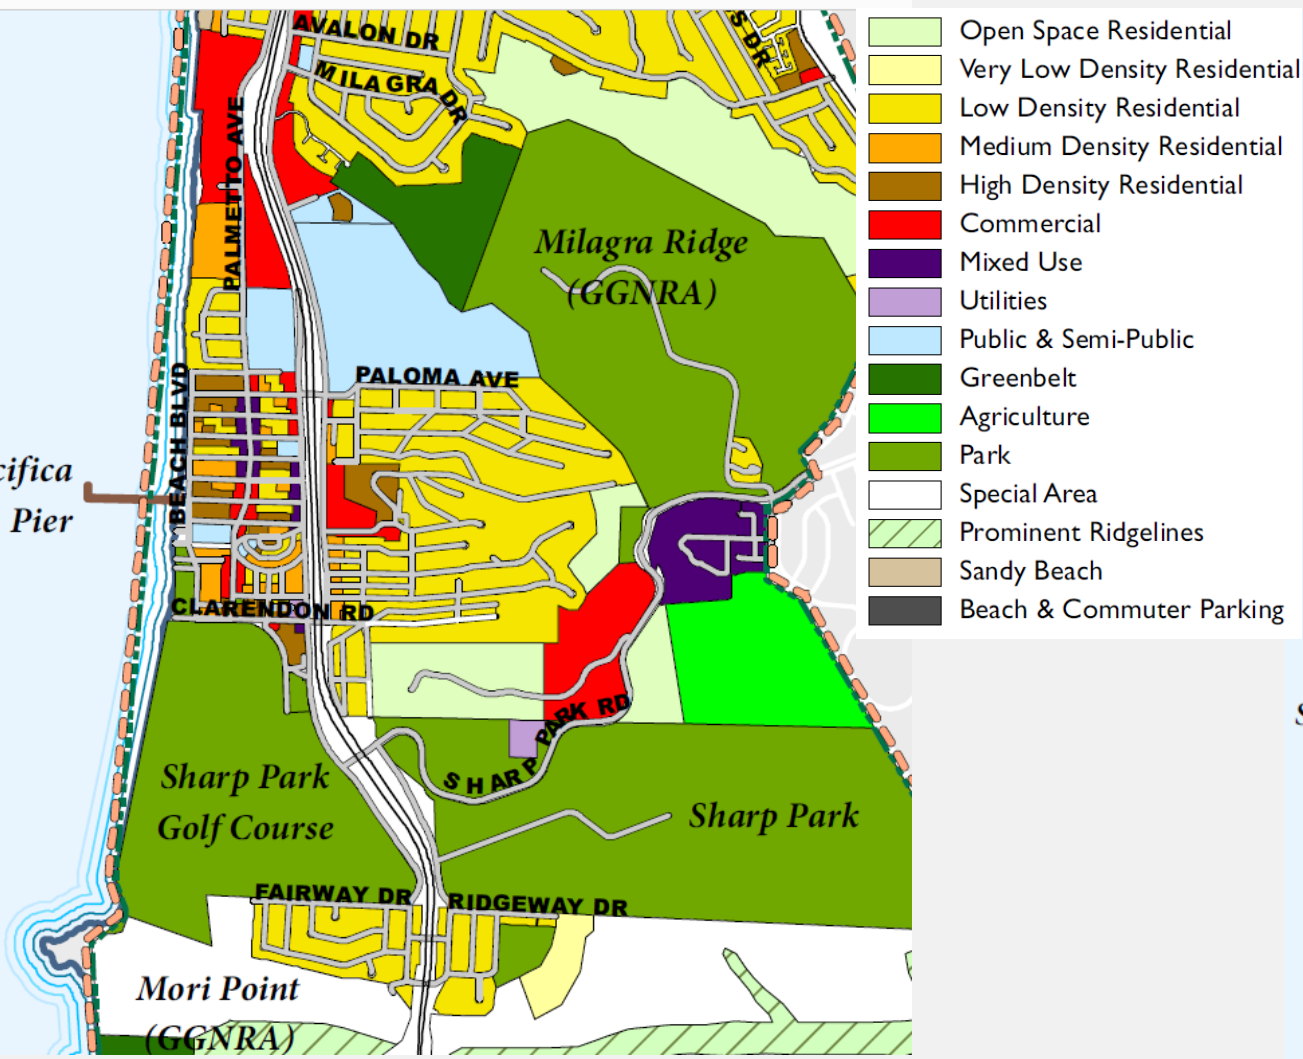 AVALON DR
S DR
MILAGRA DR
PALMETTO AVE
Milagra Ridge
(GGNRA)
PALOMA AVE
BEACH BLVD
cifica
Pier
CLARENDON RD
SHARP PARK RD
Sharp Park
Golf Course
Sharp Park
FAIRWAY DR
RIDGEWAY DR
Mori Point
(GGNRA)
Open Space Residential
Very Low Density Residential
Low Density Residential
Medium Density Residential
High Density Residential
Commercial
Mixed Use
Utilities
Public & Semi-Public
Greenbelt
Agriculture
Park
Special Area
Prominent Ridgelines
Sandy Beach
Beach & Commuter Parking
S